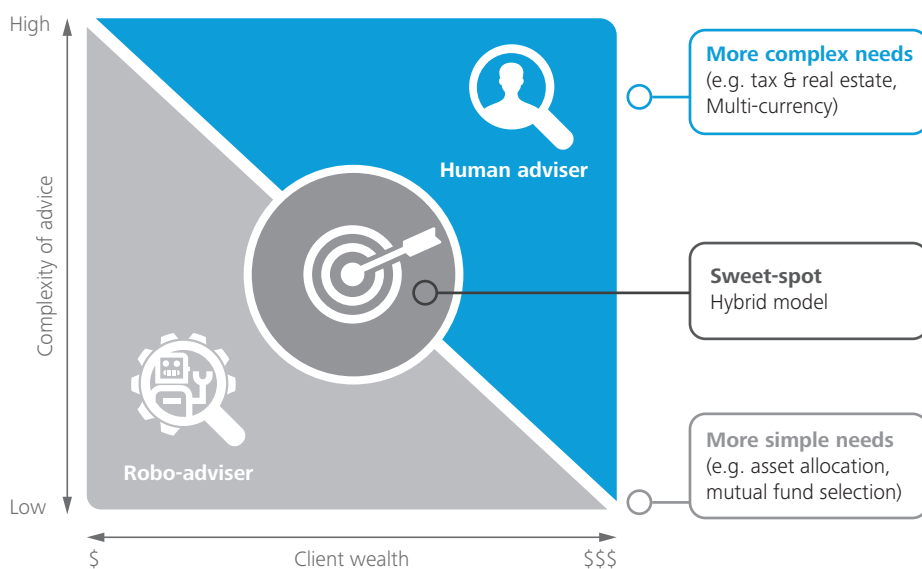 High
More complex needs
(e.g. tax & real estate,
Multi-currency)
Human adviser
Complexity of advice
Sweet-spot
Hybrid model
Robo-adviser
More simple needs
(e.g. asset allocation,
mutual fund selection)
Low
$ Client wealth $$$